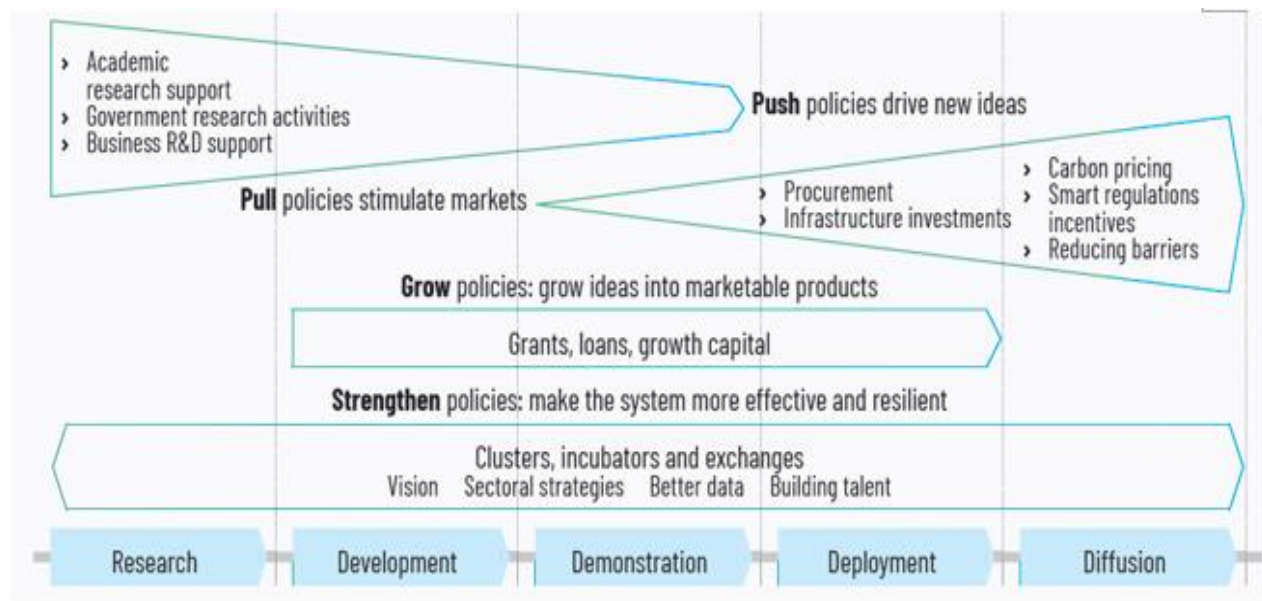 › Academic
research support
› Government research activities
› Business R&D support
Push policies drive new ideas
Pull policies stimulate markets
› Procurement
› Infrastructure investments
› Carbon pricing
› Smart regulations
incentives
› Reducing barriers
Grow policies: grow ideas into marketable products
Grants, loans, growth capital
Strengthen policies: make the system more effective and resilient
Clusters, incubators and exchanges
Vision Sectoral strategies Better data Building talent
Research Development Demonstration Deployment Diffusion